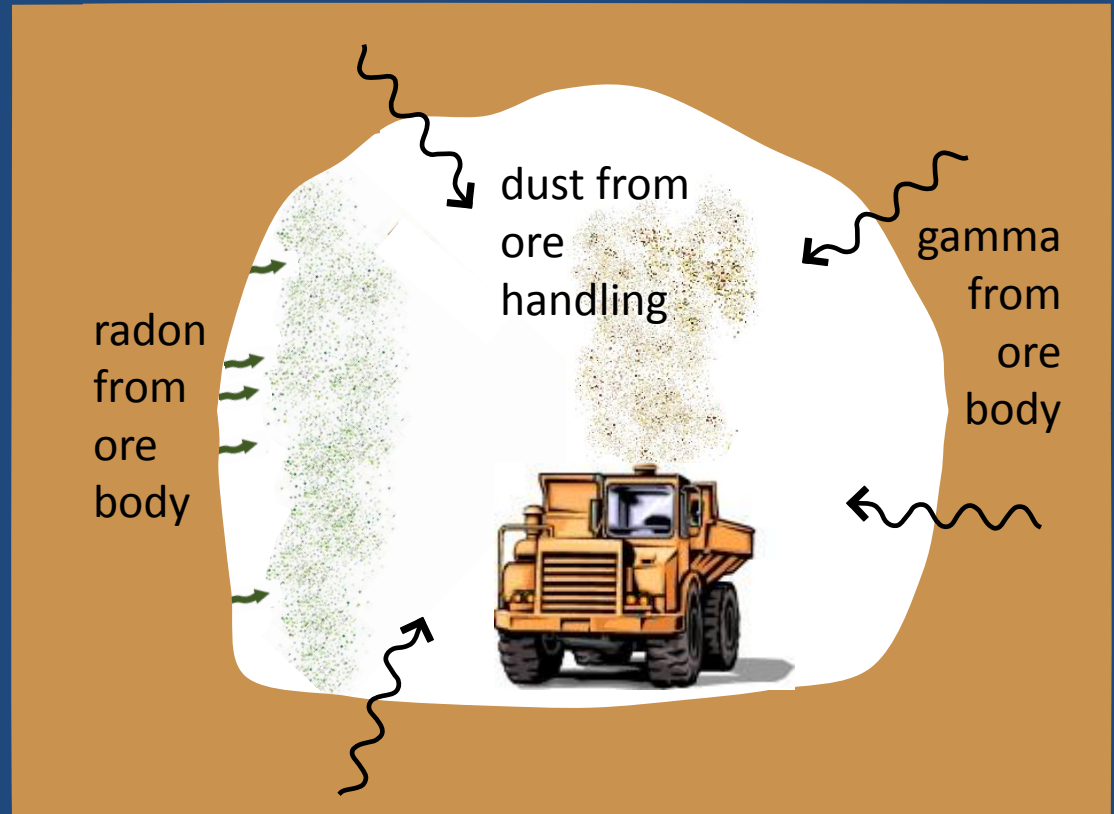 radon
from
ore
body
dust from
ore
handling
gamma
from
ore
body